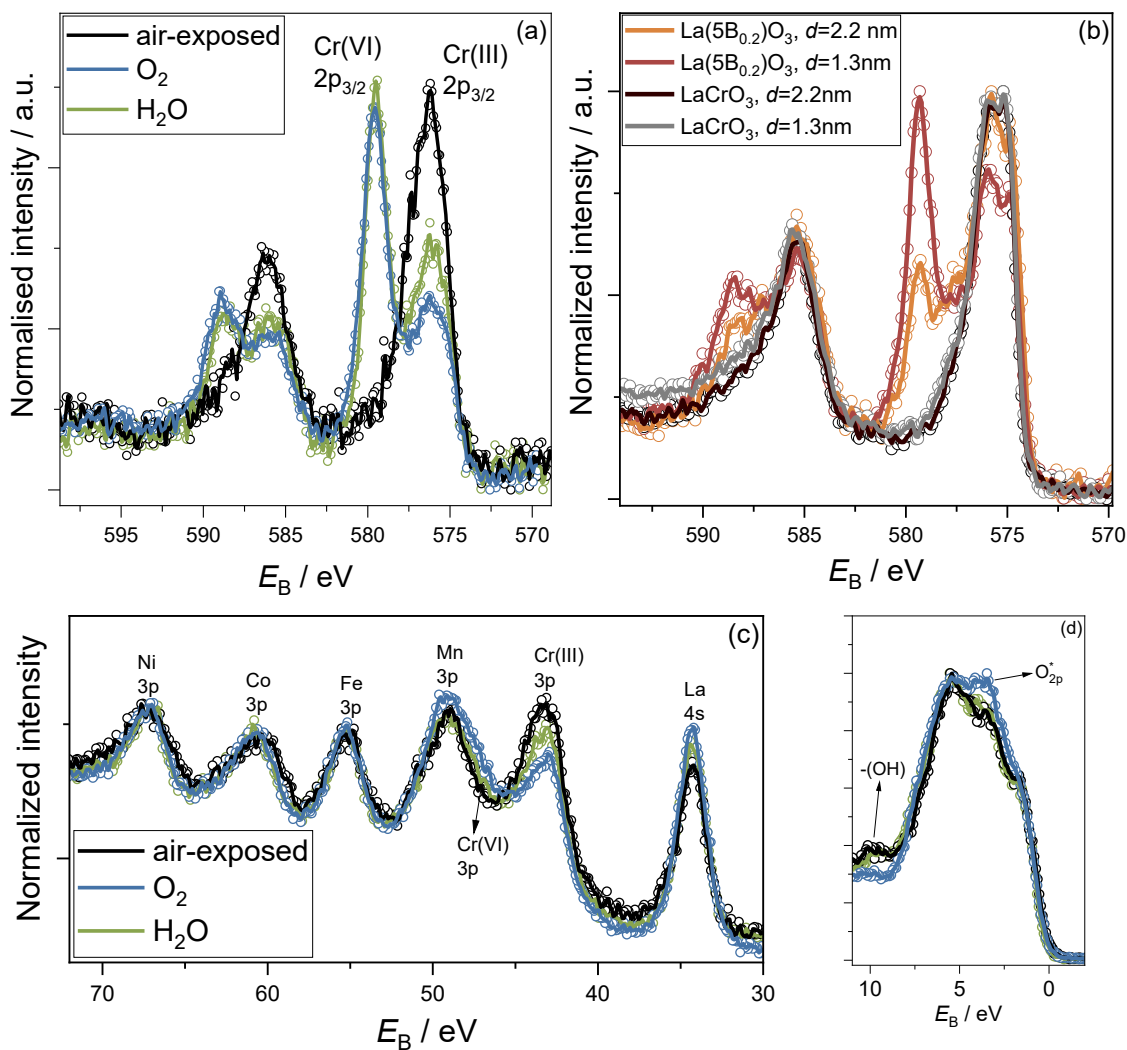 (a)
air-exposed
O₂
H₂O
Cr(VI)
2p₃/₂
Cr(III)
2p₃/₂
Normalised intensity / a.u.
595 590 585 580 575 570
E_B / eV
(b)
La(5B₀.₂)O₃, d=2.2 nm
La(5B₀.₂)O₃, d=1.3nm
LaCrO₃, d=2.2nm
LaCrO₃, d=1.3nm
Normalized intensity / a.u.
590 585 580 575 570
E_B / eV
(c)
Ni
3p
Co
3p
Fe
3p
Mn
3p
Cr(III)
3p
La
4s
Cr(VI)
3p
air-exposed
O₂
H₂O
Normalized intensity
70 60 50 40 30
E_B / eV
(d)
O*₂p
-(OH)
10 5 0
E_B / eV